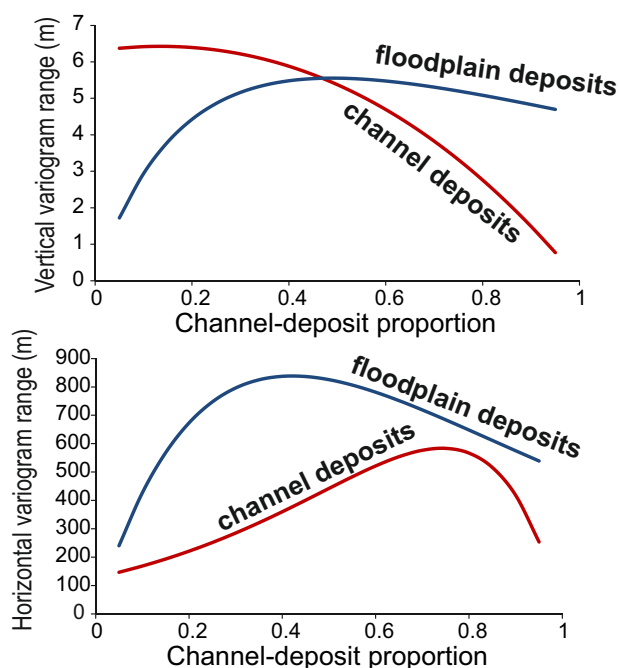 Vertical variogram range (m)
7
6
5
4
3
2
1
0
floodplain deposits
channel deposits
0 0.2 0.4 0.6 0.8 1
Channel-deposit proportion
Horizontal variogram range (m)
900
800
700
600
500
400
300
200
100
0
floodplain deposits
channel deposits
0 0.2 0.4 0.6 0.8 1
Channel-deposit proportion